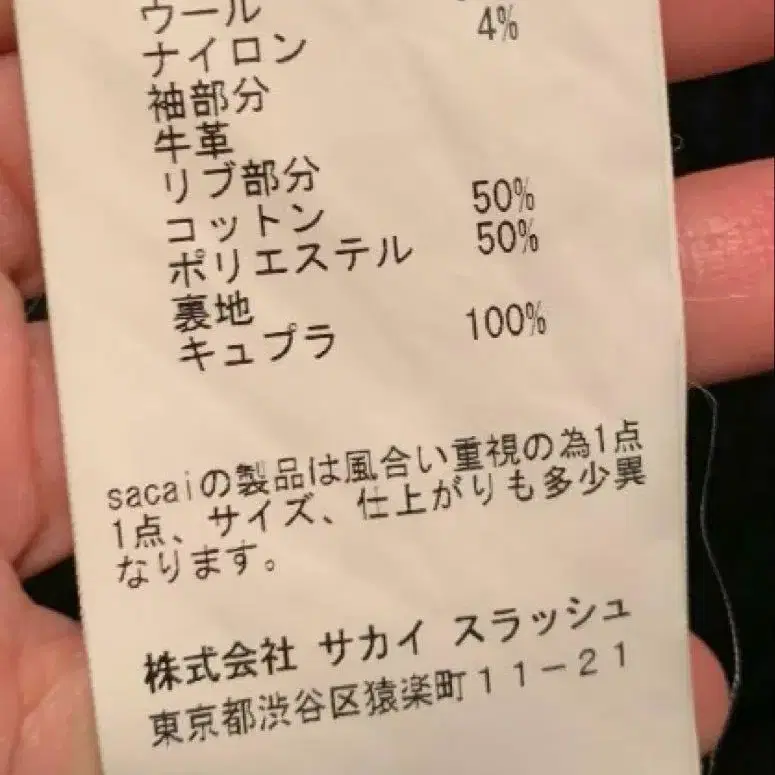 ウール
ナイロン 4%
袖部分
牛革
リブ部分
コットン 50%
ポリエステル 50%
裏地
キュプラ 100%
sacaiの製品は風合い重視の為1点
1点、サイズ、仕上がりも多少異
なります。
株式会社 サカイ スラッシュ
東京都渋谷区猿楽町11-21